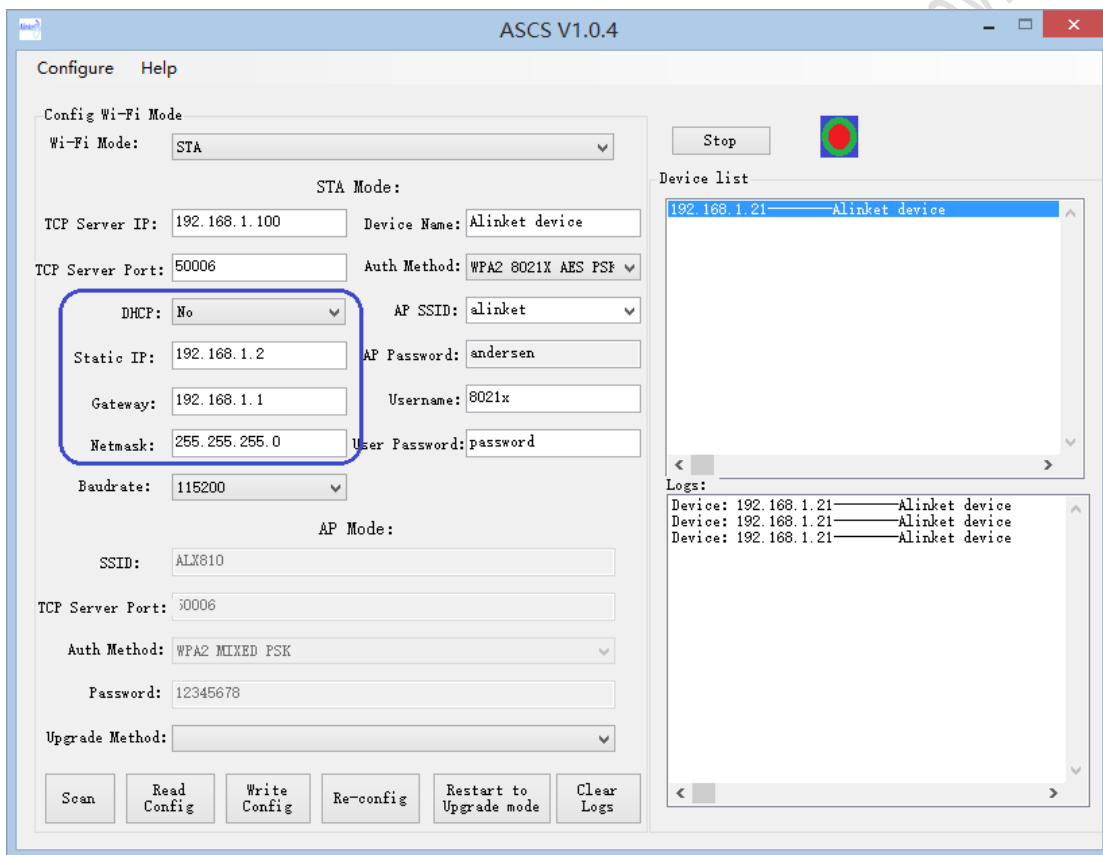 ASCS V1.0.4
Configure Help
Config Wi-Fi Mode
Wi-Fi Mode: STA
STA Mode:
TCP Server IP: 192.168.1.100 Device Name: Alinket device
TCP Server Port: 50006 Auth Method: WPA2 8021X AES PSK
DHCP: No AP SSID: alinket
Static IP: 192.168.1.2 AP Password: andersen
Gateway: 192.168.1.1 Username: 8021x
Netmask: 255.255.255.0 User Password: password
Baudrate: 115200
AP Mode:
SSID: ALX810
TCP Server Port: 50006
Auth Method: WPA2 MIXED PSK
Password: 12345678
Upgrade Method:
Scan
Read
Config
Write
Config
Re-config
Restart to
Upgrade mode
Clear
Logs
Stop
Device list
192.168.1.21————Alinket device
Logs:
Device: 192.168.1.21————Alinket device
Device: 192.168.1.21————Alinket device
Device: 192.168.1.21————Alinket device